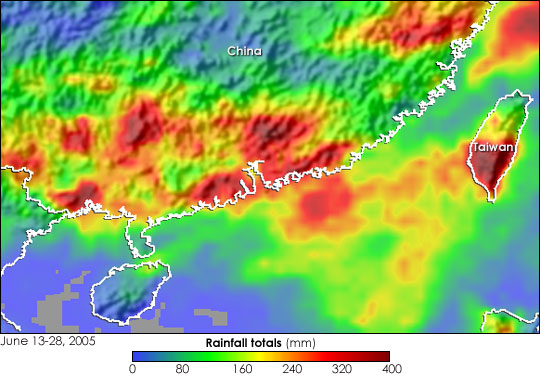 China
Taiwan
June 13-28, 2005
Rainfall totals (mm)
0 80 160 240 320 400